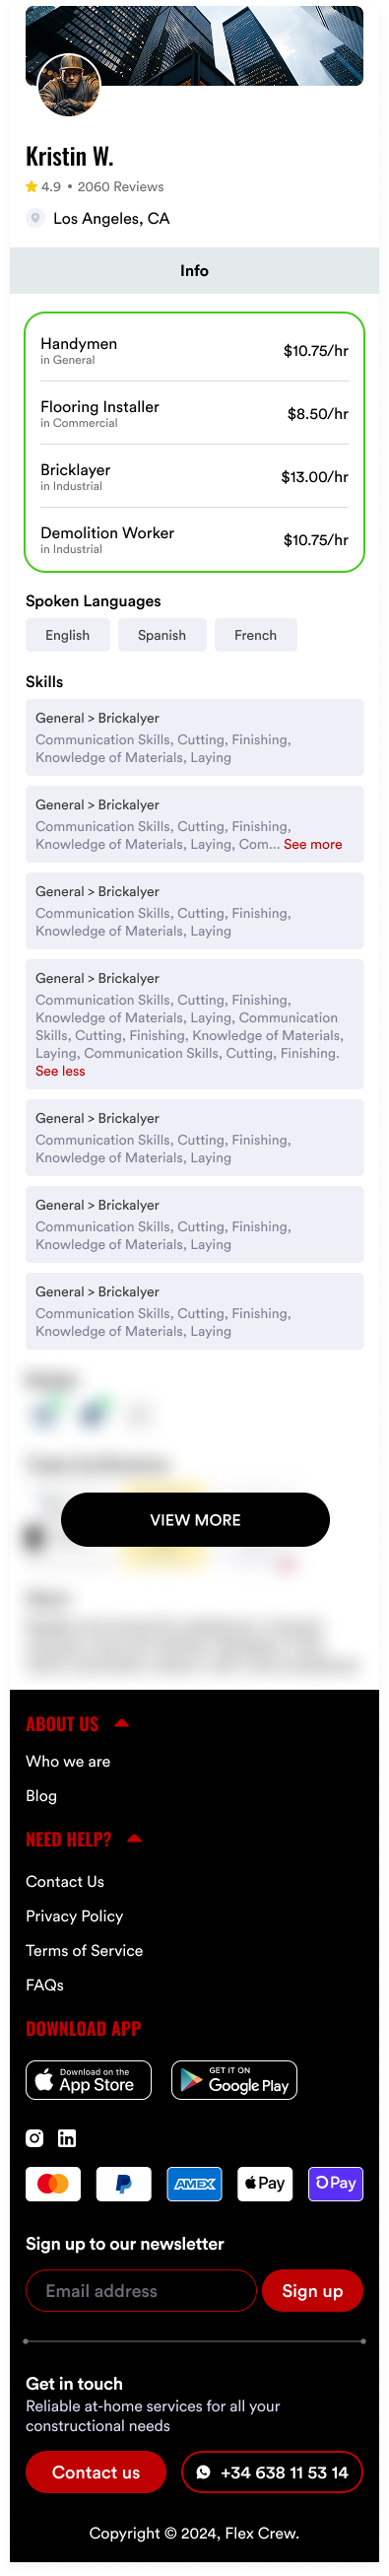 Kristin W.
4.9 • 2060 Reviews
Los Angeles, CA
Info
Handymen
in General
$10.75/hr
Flooring Installer
in Commercial
$8.50/hr
Bricklayer
in Industrial
$13.00/hr
Demolition Worker
in Industrial
$10.75/hr
Spoken Languages
English Spanish French
Skills
General > Brickalyer
Communication Skills, Cutting, Finishing,
Knowledge of Materials, Laying
General > Brickalyer
Communication Skills, Cutting, Finishing,
Knowledge of Materials, Laying, Com... See more
General > Brickalyer
Communication Skills, Cutting, Finishing,
Knowledge of Materials, Laying
General > Brickalyer
Communication Skills, Cutting, Finishing,
Knowledge of Materials, Laying, Communication
Skills, Cutting, Finishing, Knowledge of Materials,
Laying, Communication Skills, Cutting, Finishing.
See less
General > Brickalyer
Communication Skills, Cutting, Finishing,
Knowledge of Materials, Laying
General > Brickalyer
Communication Skills, Cutting, Finishing,
Knowledge of Materials, Laying
General > Brickalyer
Communication Skills, Cutting, Finishing,
Knowledge of Materials, Laying
VIEW MORE
ABOUT US
Who we are
Blog
NEED HELP?
Contact Us
Privacy Policy
Terms of Service
FAQs
DOWNLOAD APP
Download on the
App Store
GET IT ON
Google Play
AMEX Pay Pay
Sign up to our newsletter
Email address Sign up
Get in touch
Reliable at-home services for all your
constructional needs
Contact us +34 638 11 53 14
Copyright © 2024, Flex Crew.